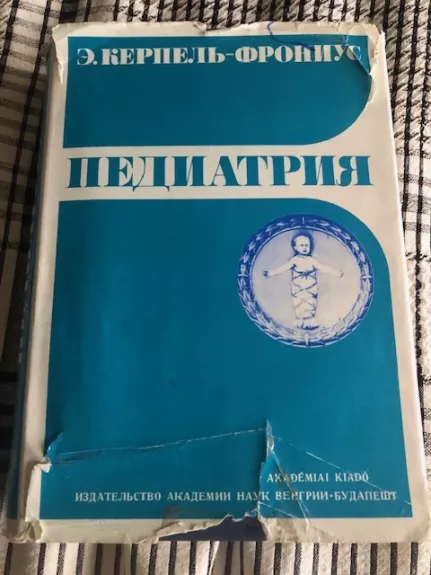 Э. КЕРПЕЛЬ-ФРОНИУС
ПЕДИАТРИЯ
AKADÉMIAI KIADÓ
ИЗДАТЕЛЬСТВО АКАДЕМИИ НАУК ВЕНГРИИ·БУДАПЕШТ